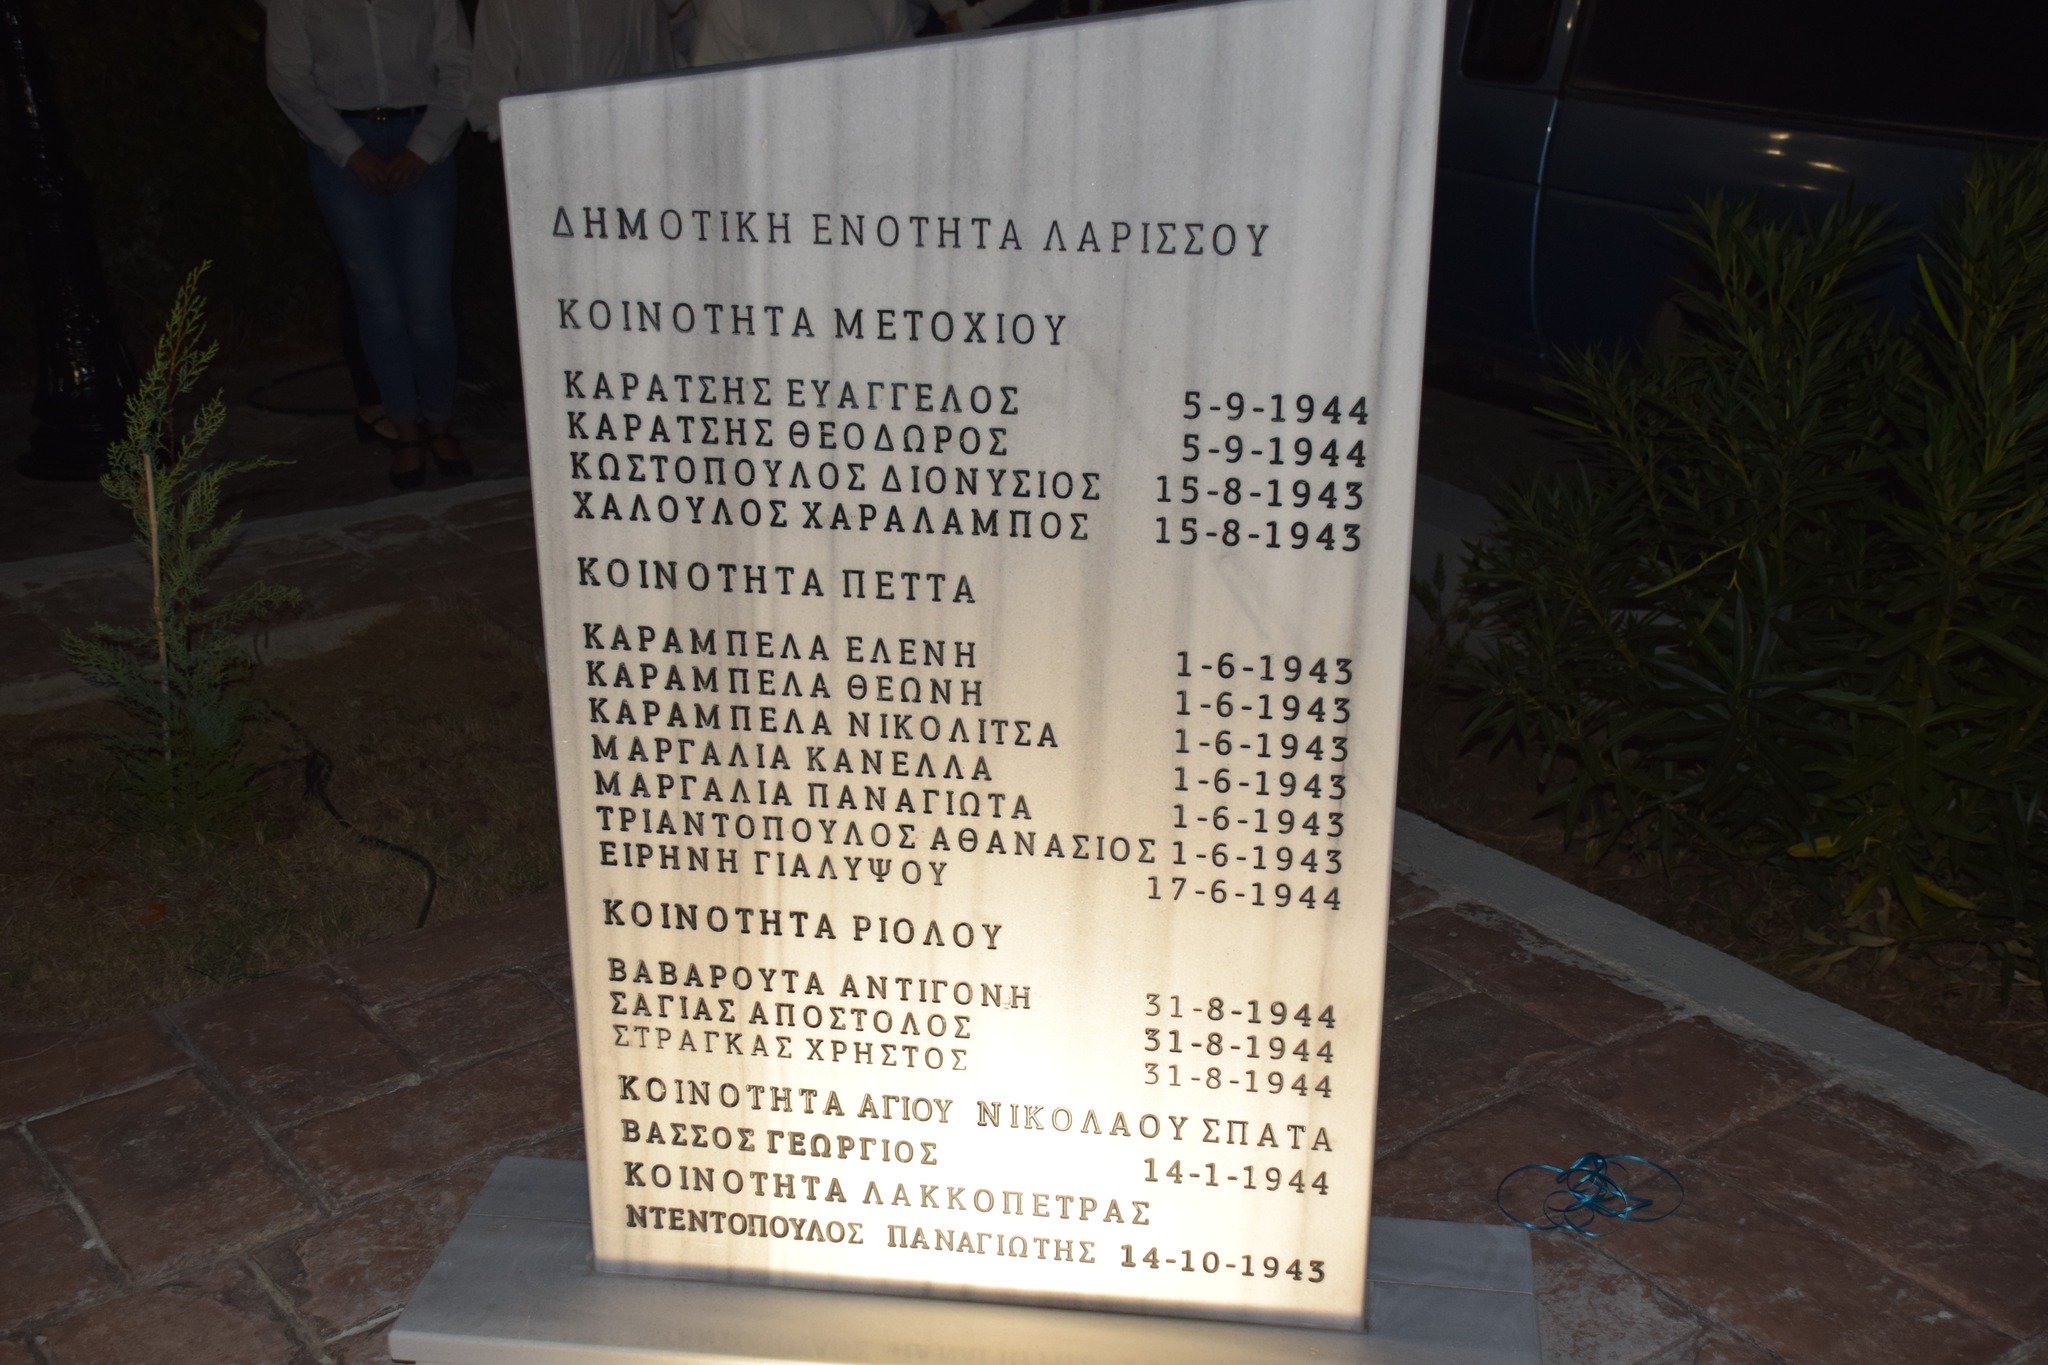 ΔΗΜΟΤΙΚΗ ΕΝΟΤΗΤΑ ΛΑΡΙΣΣΟΥ
ΚΟΙΝΟΤΗΤΑ ΜΕΤΟΧΙΟΥ
ΚΑΡΑΤΣΗΣ ΕΥΑΓΓΕΛΟΣ 5-9-1944
ΚΑΡΑΤΣΗΣ ΘΕΟΔΩΡΟΣ 5-9-1944
ΚΩΣΤΟΠΟΥΛΟΣ ΔΙΟΝΥΣΙΟΣ 15-8-1943
ΧΑΛΟΥΛΟΣ ΧΑΡΑΛΑΜΠΟΣ 15-8-1943
ΚΟΙΝΟΤΗΤΑ ΠΕΤΤΑ
ΚΑΡΑΜΠΕΛΑ ΕΛΕΝΗ 1-6-1943
ΚΑΡΑΜΠΕΛΑ ΘΕΩΝΗ 1-6-1943
ΚΑΡΑΜΠΕΛΑ ΝΙΚΟΛΙΤΣΑ 1-6-1943
ΜΑΡΓΑΛΙΑ ΚΑΝΕΛΛΑ 1-6-1943
ΜΑΡΓΑΛΙΑ ΠΑΝΑΓΙΩΤΑ 1-6-1943
ΤΡΙΑΝΤΟΠΟΥΛΟΣ ΑΘΑΝΑΣΙΟΣ 1-6-1943
ΕΙΡΗΝΗ ΓΙΑΛΥΨΟΥ 17-6-1944
ΚΟΙΝΟΤΗΤΑ ΡΙΟΛΟΥ
ΒΑΒΑΡΟΥΤΑ ΑΝΤΙΓΟΝΗ 31-8-1944
ΣΑΓΙΑΣ ΑΠΟΣΤΟΛΟΣ 31-8-1944
ΣΤΡΑΓΚΑΣ ΧΡΗΣΤΟΣ 31-8-1944
ΚΟΙΝΟΤΗΤΑ ΑΓΙΟΥ ΝΙΚΟΛΑΟΥ ΣΠΑΤΑ
ΒΑΣΣΟΣ ΓΕΩΡΓΙΟΣ 14-1-1944
ΚΟΙΝΟΤΗΤΑ ΛΑΚΚΟΠΕΤΡΑΣ
ΝΤΕΝΤΟΠΟΥΛΟΣ ΠΑΝΑΓΙΩΤΗΣ 14-10-1943